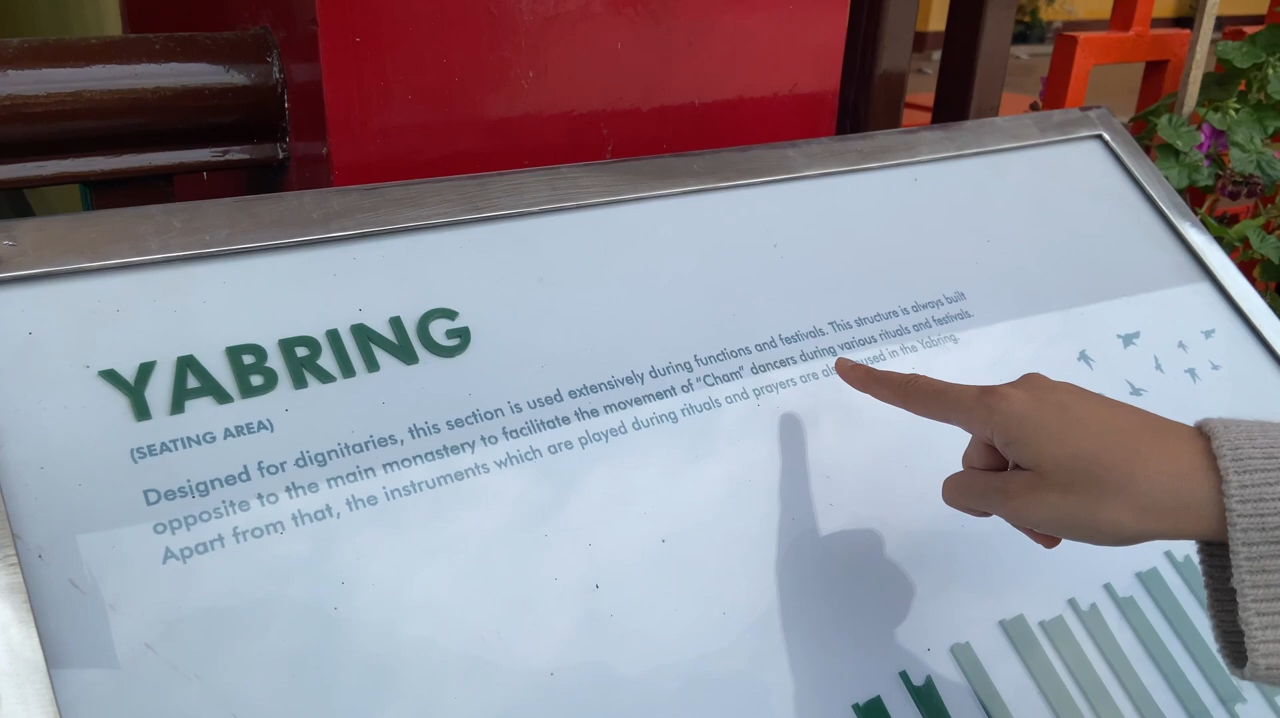 YABRING
(SEATING AREA)
Designed for dignitaries, this section is used extensively during functions and festivals. This structure is always built
opposite to the main monastery to facilitate the movement of "Cham" dancers during various rituals and festivals.
Apart from that, the instruments which are played during rituals and prayers are also used in the Yabring.